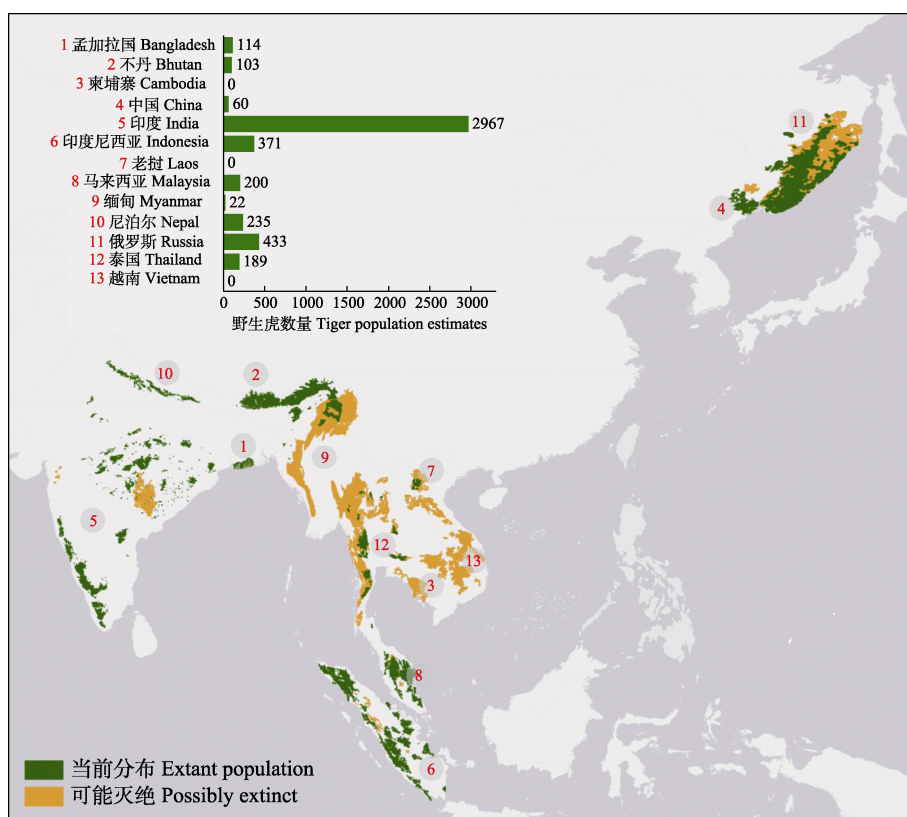 1 孟加拉国 Bangladesh 114
2 不丹 Bhutan 103
3 柬埔寨 Cambodia 0
4 中国 China 60
5 印度 India 2967
6 印度尼西亚 Indonesia 371
7 老挝 Laos 0
8 马来西亚 Malaysia 200
9 缅甸 Myanmar 22
10 尼泊尔 Nepal 235
11 俄罗斯 Russia 433
12 泰国 Thailand 189
13 越南 Vietnam 0
0 500 1000 1500 2000 2500 3000
野生虎数量 Tiger population estimates
11
4
10
2
1
9
7
5
12
13
3
8
6
当前分布 Extant population
可能灭绝 Possibly extinct